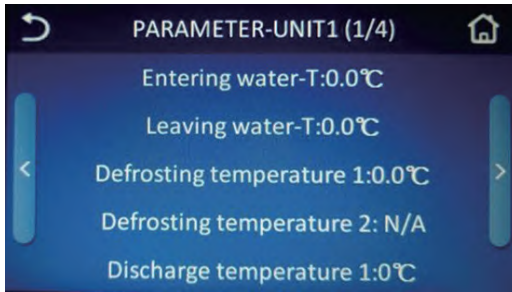 PARAMETER-UNIT1 (1/4)
Entering water-T:0.0℃
Leaving water-T:0.0℃
Defrosting temperature 1:0.0℃
Defrosting temperature 2: N/A
Discharge temperature 1:0℃